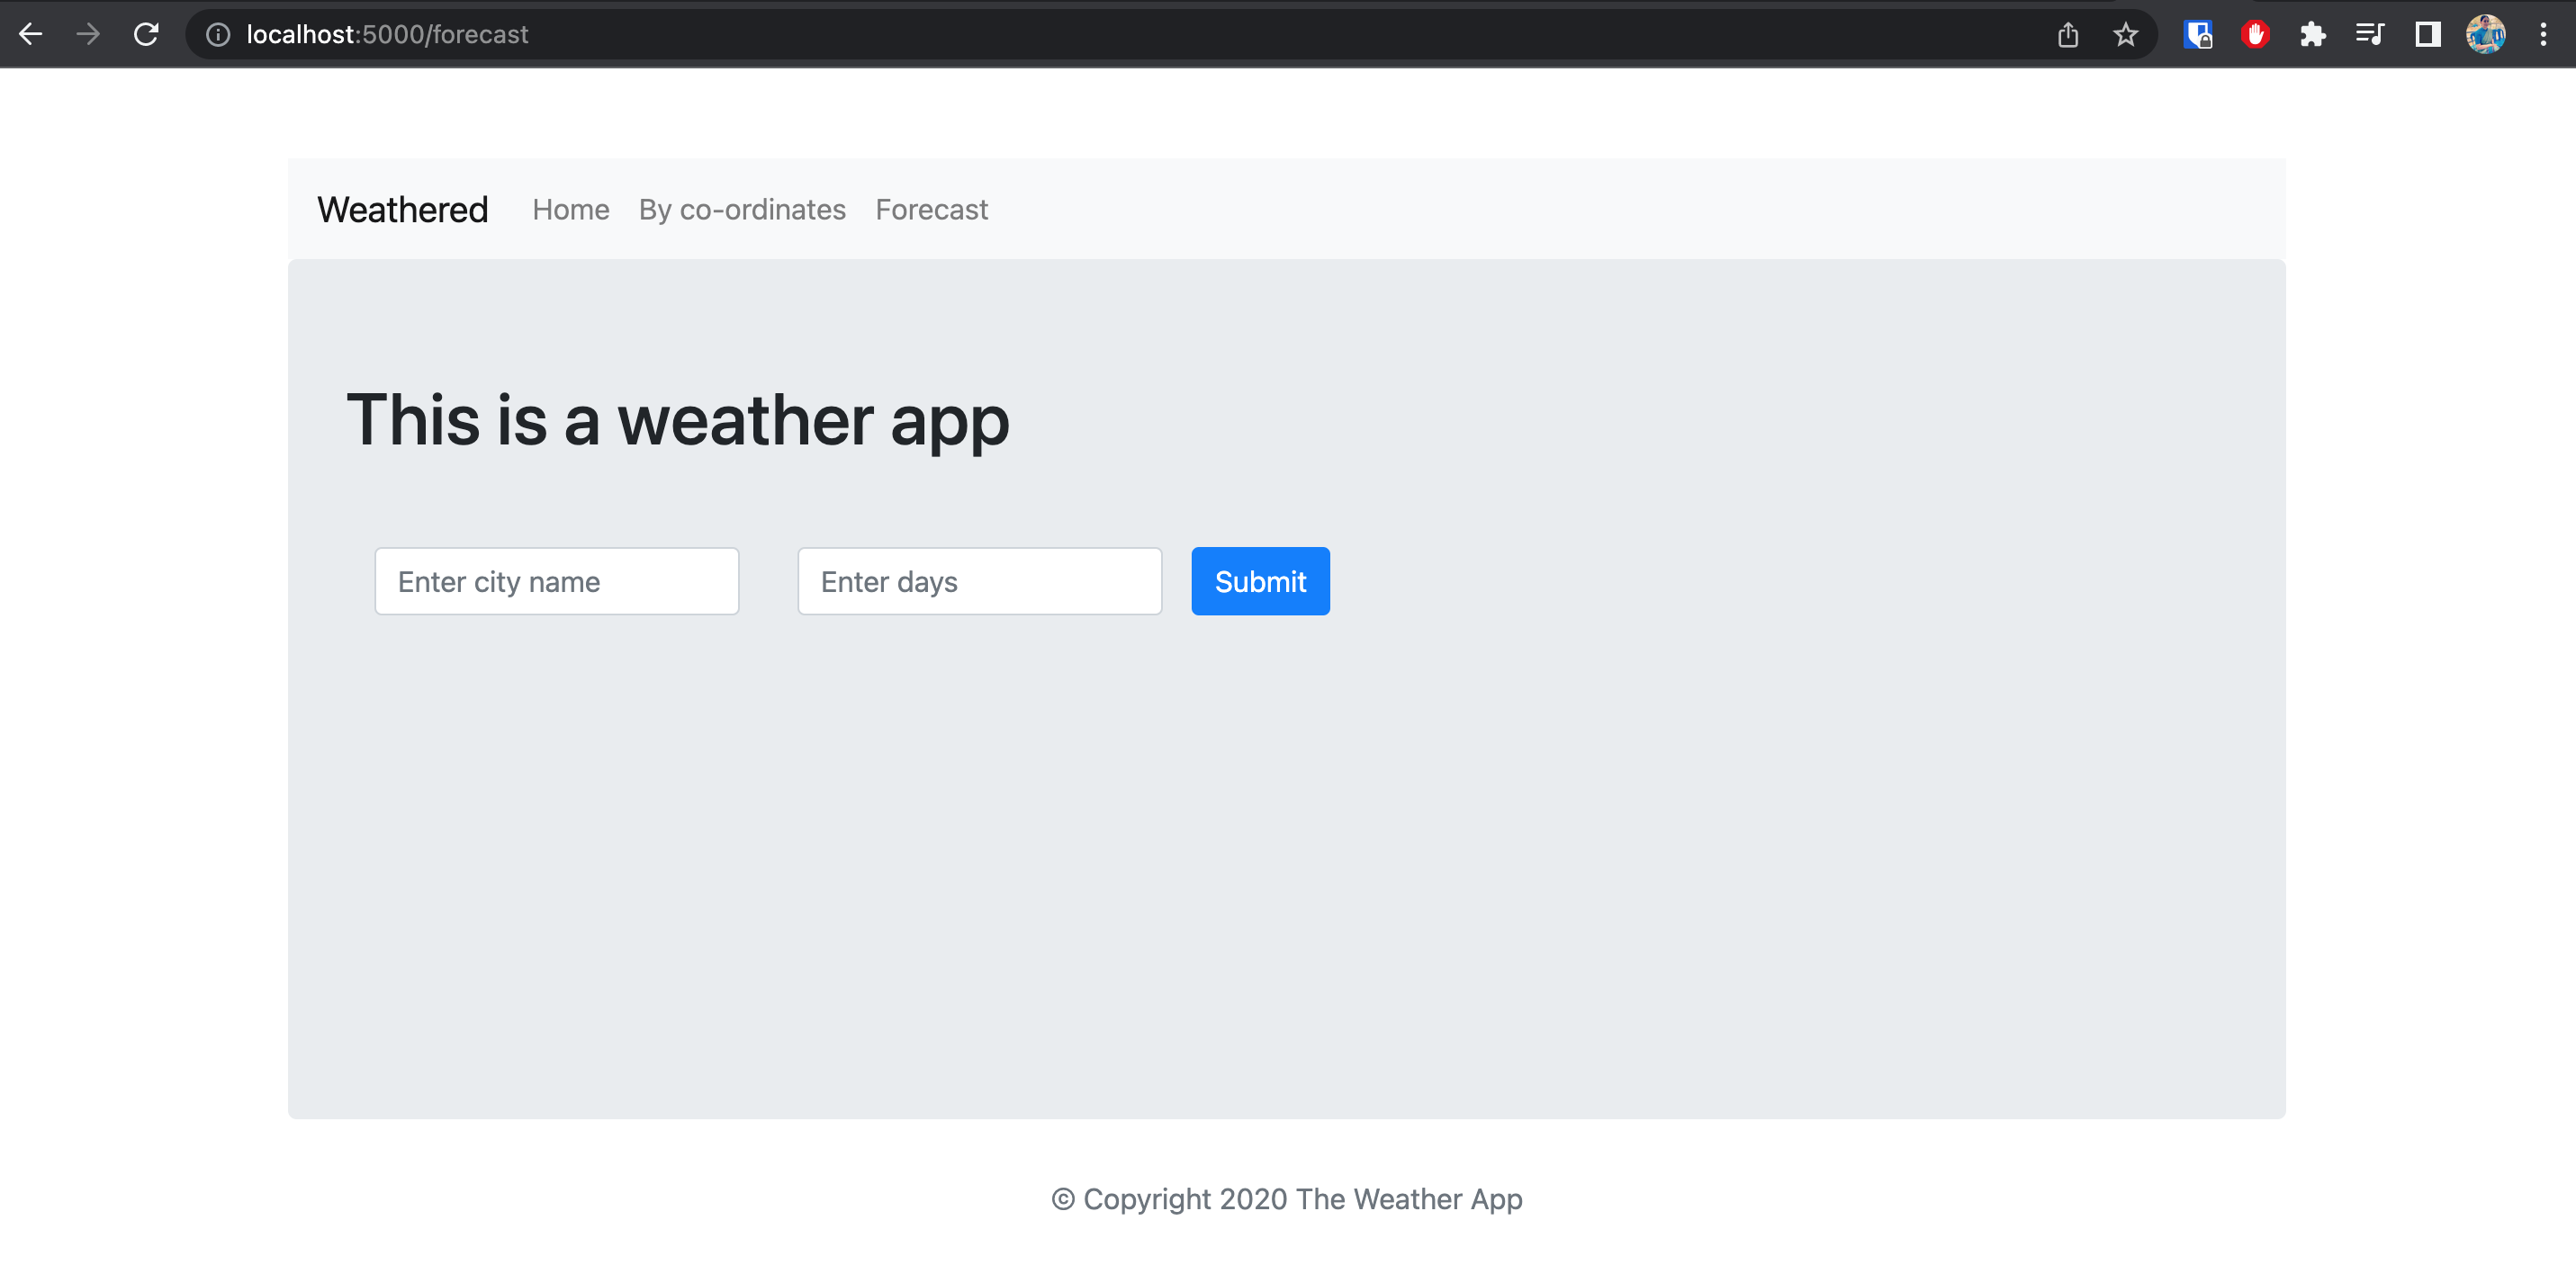 localhost:5000/forecast
Weathered Home By co-ordinates Forecast
This is a weather app
Enter city name Enter days Submit
© Copyright 2020 The Weather App